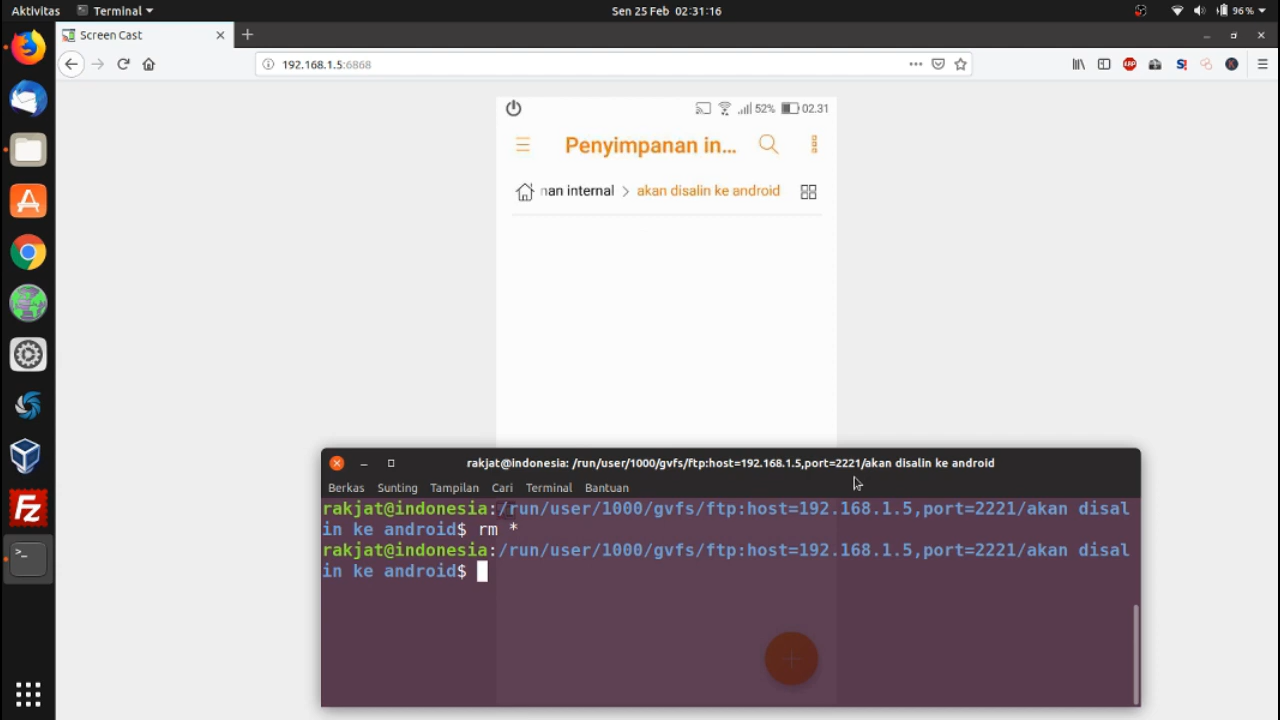 Aktivitas Terminal Sen 25 Feb 02:31:16 96%
Screen Cast
192.168.1.5:6868
52% 02.31
Penyimpanan in...
nan internal > akan disalin ke android
rakjat@indonesia: /run/user/1000/gvfs/ftp:host=192.168.1.5,port=2221/akan disalin ke android
Berkas Sunting Tampilan Cari Terminal Bantuan
rakjat@indonesia:/run/user/1000/gvfs/ftp:host=192.168.1.5,port=2221/akan disal
in ke android$ rm *
rakjat@indonesia:/run/user/1000/gvfs/ftp:host=192.168.1.5,port=2221/akan disal
in ke android$